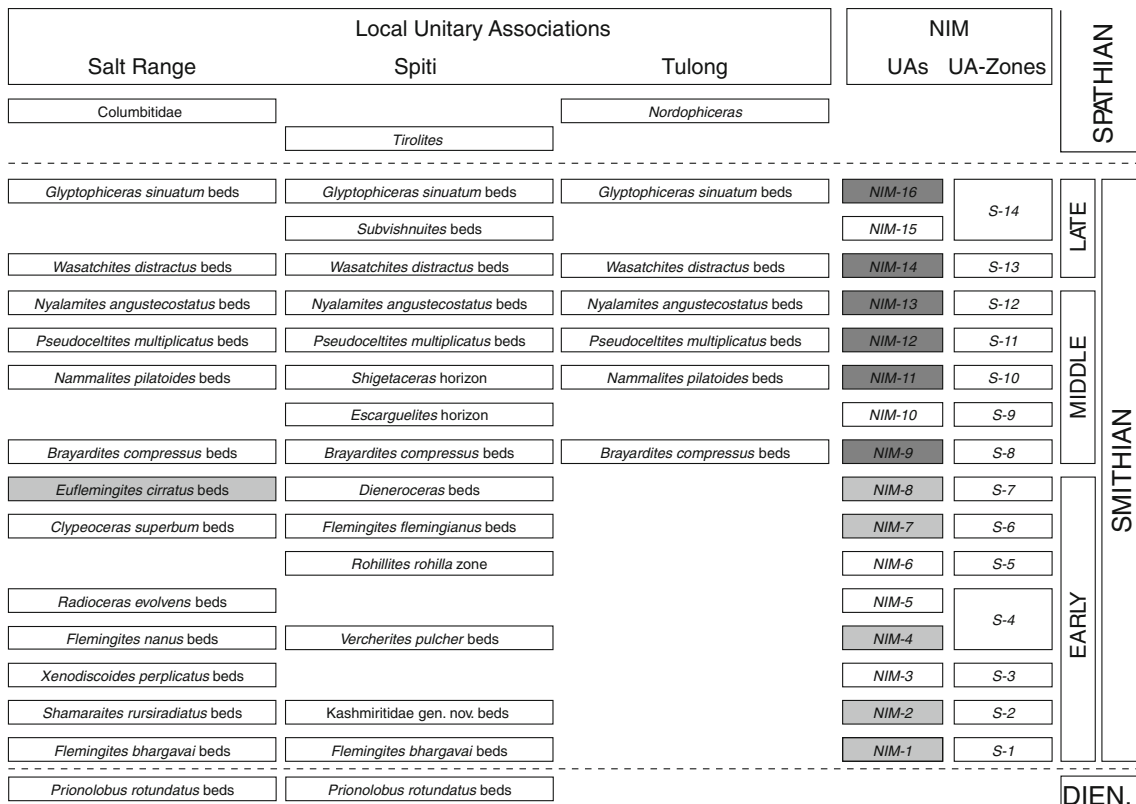 Local Unitary Associations
NIM
Salt Range Spiti Tulong UAs UA-Zones
SPATHIAN
Columbitidae Nordophiceras
Tirolites
Glyptophiceras sinuatum beds Glyptophiceras sinuatum beds Glyptophiceras sinuatum beds NIM-16
S-14
Subvishnuites beds NIM-15
LATE
Wasatchites distractus beds Wasatchites distractus beds Wasatchites distractus beds NIM-14 S-13
Nyalamites angustecostatus beds Nyalamites angustecostatus beds Nyalamites angustecostatus beds NIM-13 S-12
Pseudoceltites multiplicatus beds Pseudoceltites multiplicatus beds Pseudoceltites multiplicatus beds NIM-12 S-11
MIDDLE
Nammalites pilatoides beds Shigetaceras horizon Nammalites pilatoides beds NIM-11 S-10
Escarguelites horizon NIM-10 S-9
Brayardites compressus beds Brayardites compressus beds Brayardites compressus beds NIM-9 S-8
SMITHIAN
Euflemingites cirratus beds Dieneroceras beds NIM-8 S-7
Clypeoceras superbum beds Flemingites flemingianus beds NIM-7 S-6
Rohillites rohilla zone NIM-6 S-5
Radioceras evolvens beds NIM-5
S-4
EARLY
Flemingites nanus beds Vercherites pulcher beds NIM-4
Xenodiscoides perplicatus beds NIM-3 S-3
Shamaraites rursiradiatus beds Kashmiritidae gen. nov. beds NIM-2 S-2
Flemingites bhargavai beds Flemingites bhargavai beds NIM-1 S-1
Prionolobus rotundatus beds Prionolobus rotundatus beds
DIEN.